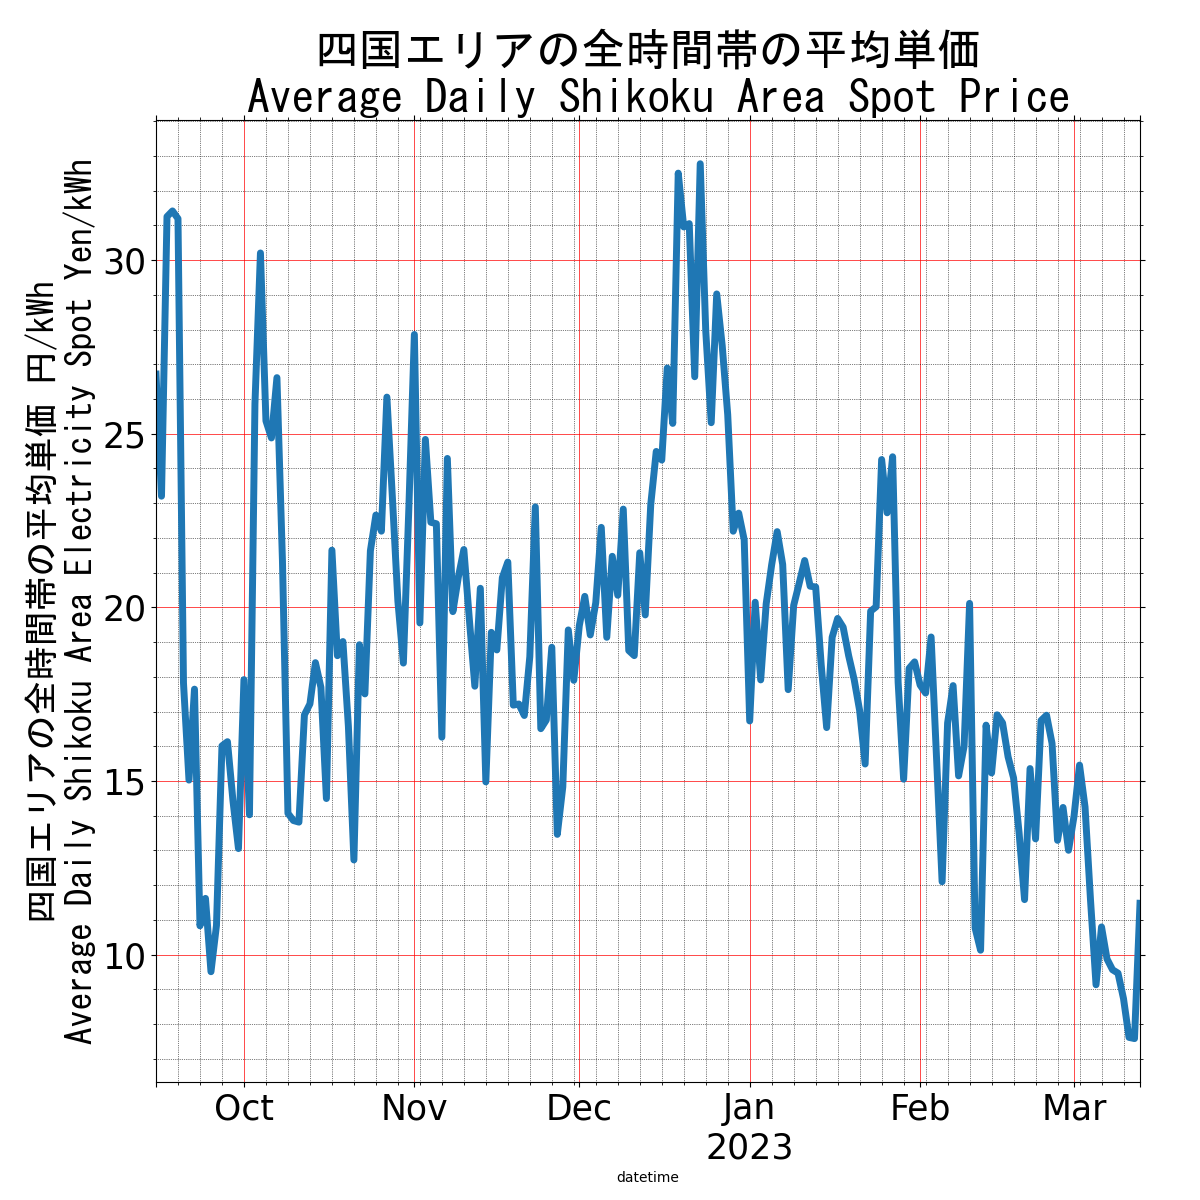 四国エリアの全時間帯の平均単価
Average Daily Shikoku Area Spot Price
四国エリアの全時間帯の平均単価 円/kWh
Average Daily Shikoku Area Electricity Spot Yen/kWh
30
25
20
15
10
Oct
Nov
Dec
Jan
2023
Feb
Mar
datetime